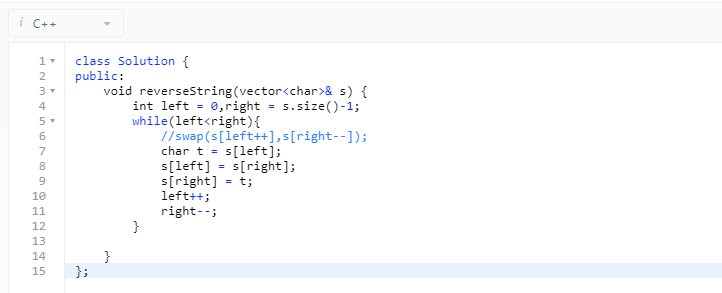 i C++
1 class Solution {
2 public:
3     void reverseString(vector<char>& s) {
4         int left = 0,right = s.size()-1;
5         while(left<right){
6             //swap(s[left++],s[right--]);
7             char t = s[left];
8             s[left] = s[right];
9             s[right] = t;
10             left++;
11             right--;
12         }
13
14     }
15 };